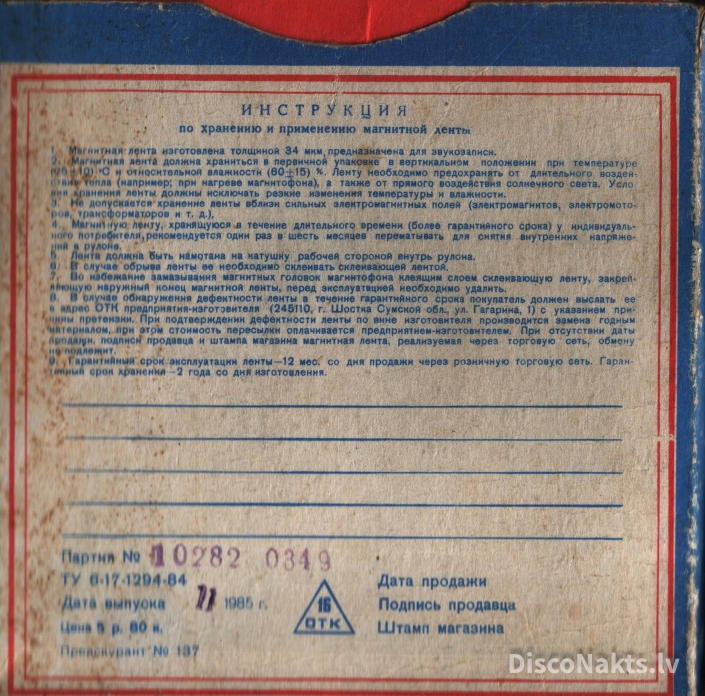 ИНСТРУКЦИЯ
по хранению и применению магнитной ленты
1. Магнитная лента изготовлена толщиной 34 мкм предназначена для звукозаписи.
2. Магнитная лента должна храниться в первичной упаковке в вертикальном положении при температуре
(25±10) °С и относительной влажности (60±15) %. Ленту необходимо предохранять от длительного воздей-
ствия тепла (например, при нагреве магнитофона), а также от прямого воздействия солнечного света. Усло
вия хранения ленты должны исключать резкие изменения температуры и влажности.
3. Не допускается хранение ленты вблизи сильных электромагнитных полей (электромагнитов, электромото-
ров, трансформаторов и т. д.),
4. Магнитную ленту, хранящуюся в течение длительного времени (более гарантийного срока) у индивидуаль-
ного потребителя, рекомендуется один раз в шесть месяцев перематывать для снятия внутренних напряже-
ний в рулоне.
5. Лента должна быть намотана на катушку рабочей стороной внутрь рулона.
6. В случае обрыва ленты ее необходимо склеивать склеивающей лентой.
7. Во избежание замазывания магнитных головок магнитофона клеящим слоем склеивающую ленту, закреп-
ляющую наружный конец магнитной ленты, перед эксплуатацией необходимо удалить.
8. В случае обнаружения дефектности ленты в течение гарантийного срока покупатель должен выслать ее
в адрес ОТК предприятия-изготовителя (245110, г. Шостка Сумской обл., ул. Гагарина, 1) с указанием при-
чины претензии. При подтверждении дефектности ленты по вине изготовителя производится замена годным
материалом, при этом стоимость пересылки оплачивается предприятием-изготовителем. При отсутствии даты
продажи, подписи продавца и штампа магазина магнитная лента, реализуемая через торговую сеть, обмену
не подлежит.
9. Гарантийный срок эксплуатации ленты—12 мес. со дня продажи через розничную торговую сеть. Гаран-
тийный срок хранения—2 года со дня изготовления.
Партия № 10282 0349
ТУ 6-17-1294-84
Дата выпуска 11 1985 г.
Цена 5 р. 80 к.
Прейскурант № 137
16
ОТК
Дата продажи
Подпись продавца
Штамп магазина
DiscoNakts.lv